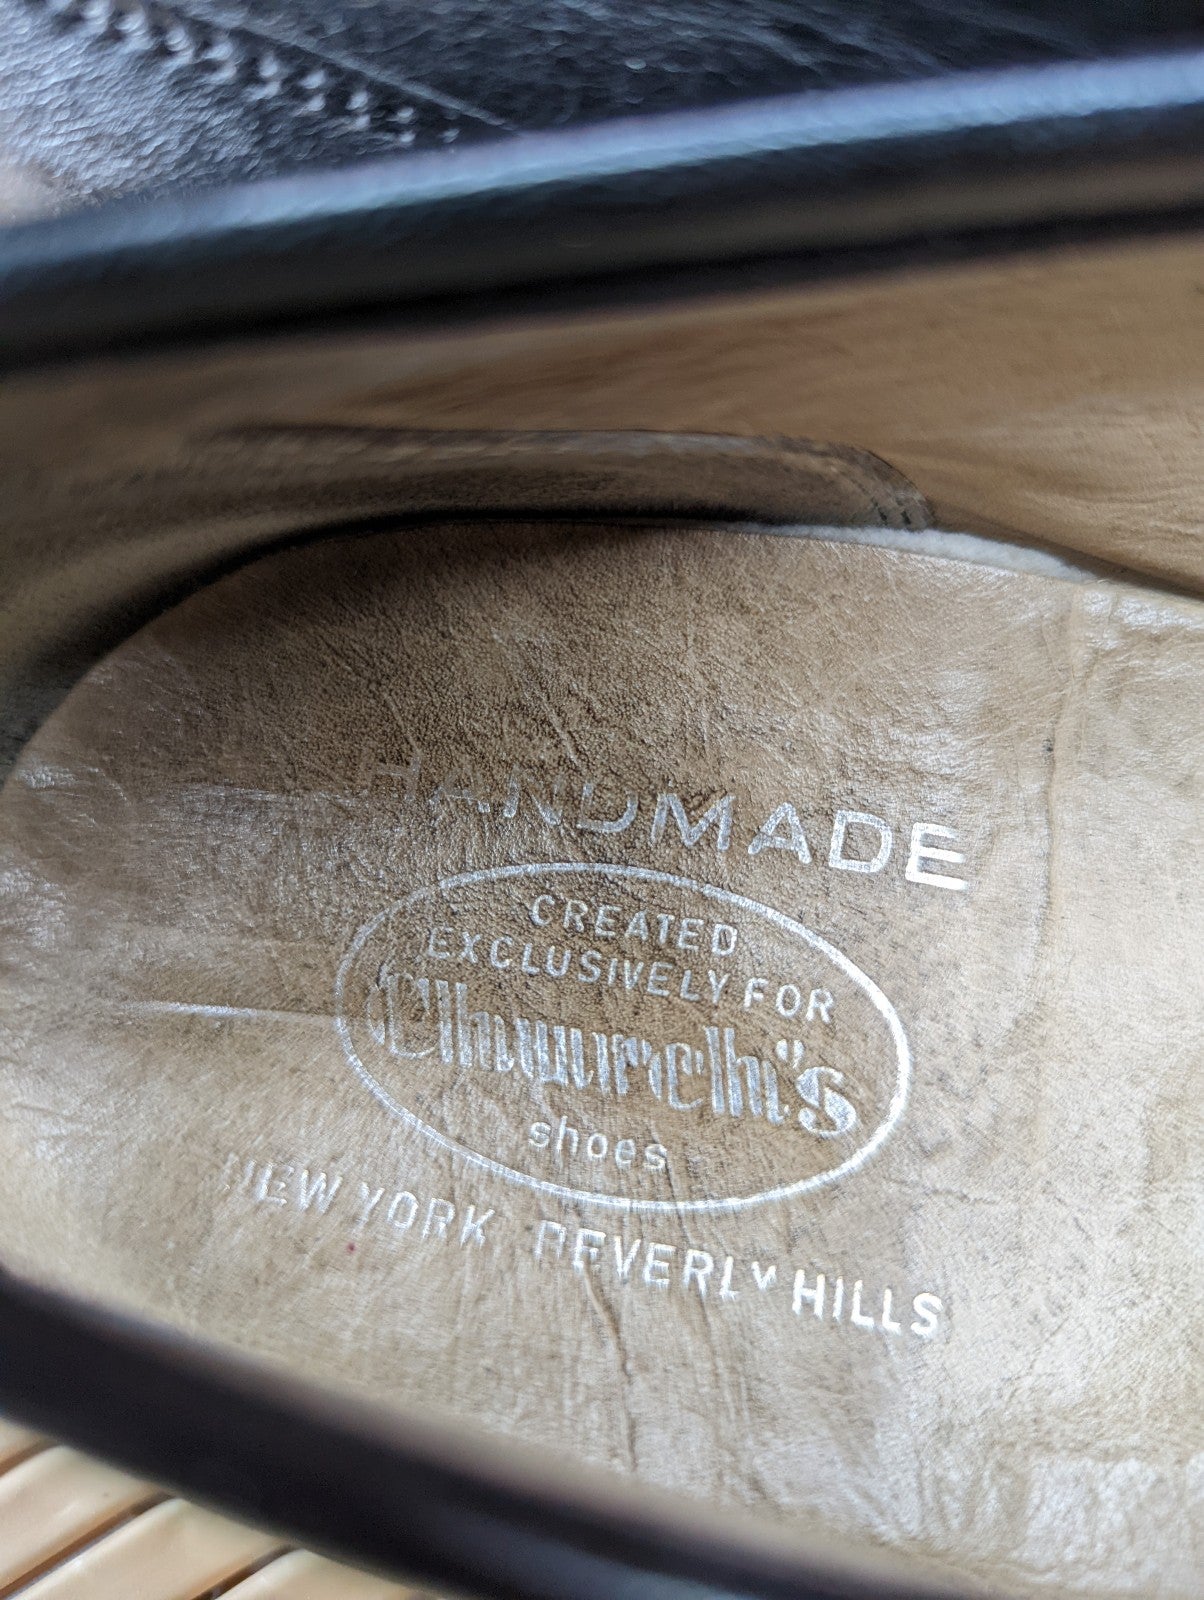 HANDMADE
CREATED
EXCLUSIVELY FOR
Church's
shoes
NEW YORK BEVERLY HILLS